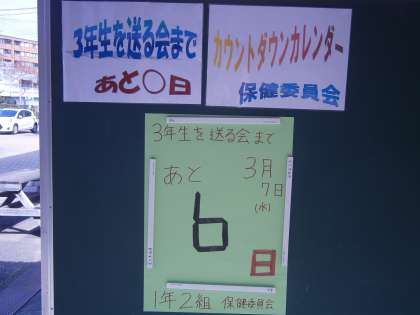 3年生を送る会まで
あと〇日
カウントダウンカレンダー
保健委員会
3年生を送る会まで
あと
3月
7日
(水)
6
日
1年2組 保健委員会